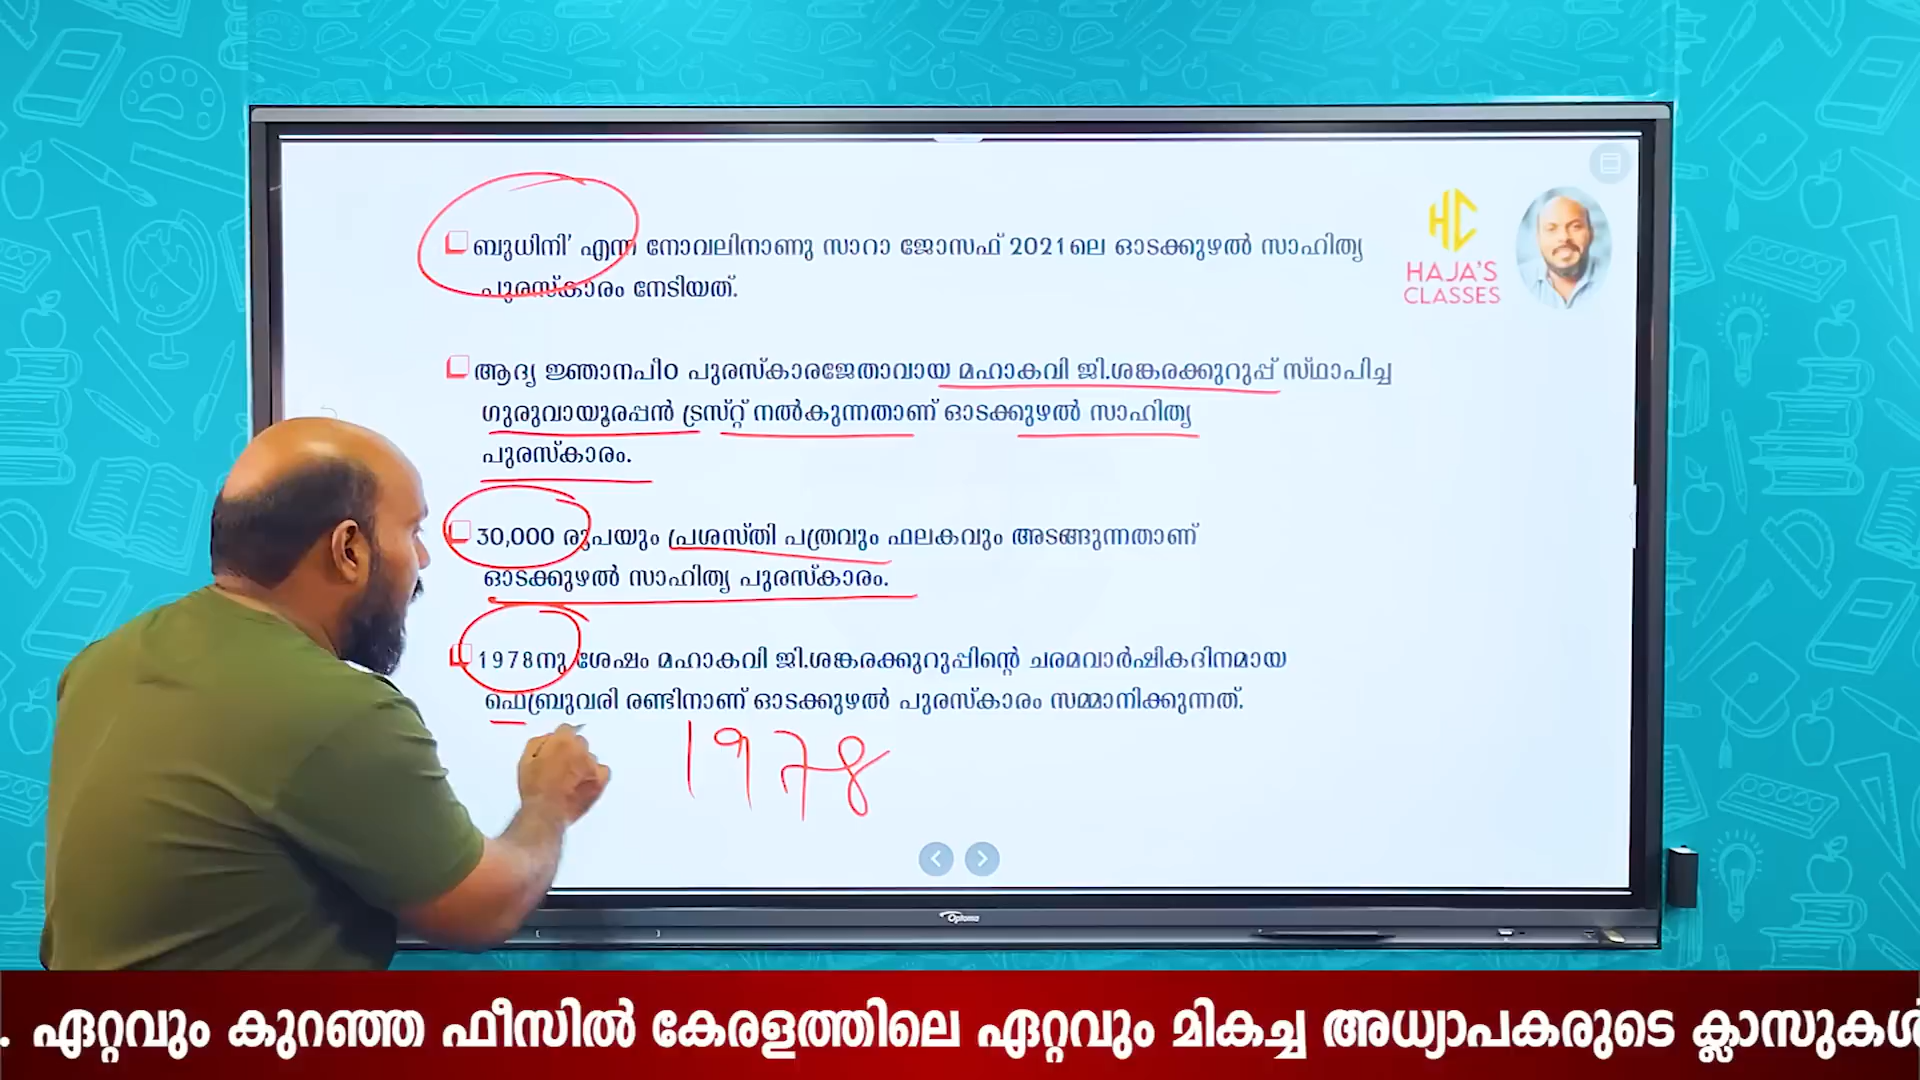 ബുധിനി' എന്ന നോവലിനാണു സാറാ ജോസഫ് 2021ലെ ഓടക്കുഴൽ സാഹിത്യ
പുരസ്കാരം നേടിയത്.
HC
HAJA'S
CLASSES
ആദ്യ ജ്ഞാനപീഠ പുരസ്കാരജേതാവായ മഹാകവി ജി.ശങ്കരക്കുറുപ്പ് സ്ഥാപിച്ച
ഗുരുവായൂരപ്പൻ ട്രസ്റ്റ് നൽകുന്നതാണ് ഓടക്കുഴൽ സാഹിത്യ
പുരസ്കാരം.
30,000 രൂപയും പ്രശസ്തി പത്രവും ഫലകവും അടങ്ങുന്നതാണ്
ഓടക്കുഴൽ സാഹിത്യ പുരസ്കാരം.
1978നു ശേഷം മഹാകവി ജി.ശങ്കരക്കുറുപ്പിന്റെ ചരമവാർഷികദിനമായ
ഫെബ്രുവരി രണ്ടിനാണ് ഓടക്കുഴൽ പുരസ്കാരം സമ്മാനിക്കുന്നത്.
1978
Optoma
. ഏറ്റവും കുറഞ്ഞ ഫീസിൽ കേരളത്തിലെ ഏറ്റവും മികച്ച അധ്യാപകരുടെ ക്ലാസുകൾ